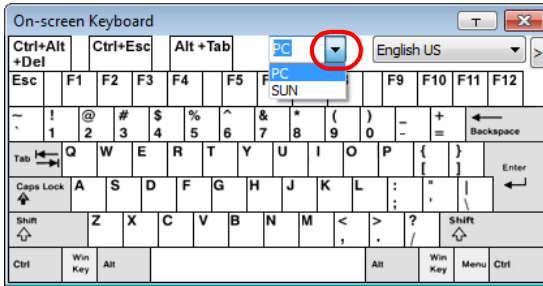 On-screen Keyboard T X
Ctrl+Alt +Del Ctrl+Esc Alt +Tab PC English US >
PC
SUN
Esc F1 F2 F3 F4 F5 F9 F10 F11 F12
~ ! @ # $ % ^ & * ( ) _ +
` 1 2 3 4 5 6 7 8 9 0 - = Backspace
Tab Q W E R T Y U I O P { [ } ] Enter
Caps Lock A S D F G H J K L : ; " ' | \
Shift Z X C V B N M < , > . ? / Shift
Ctrl Win Key Alt Alt Win Key Menu Ctrl